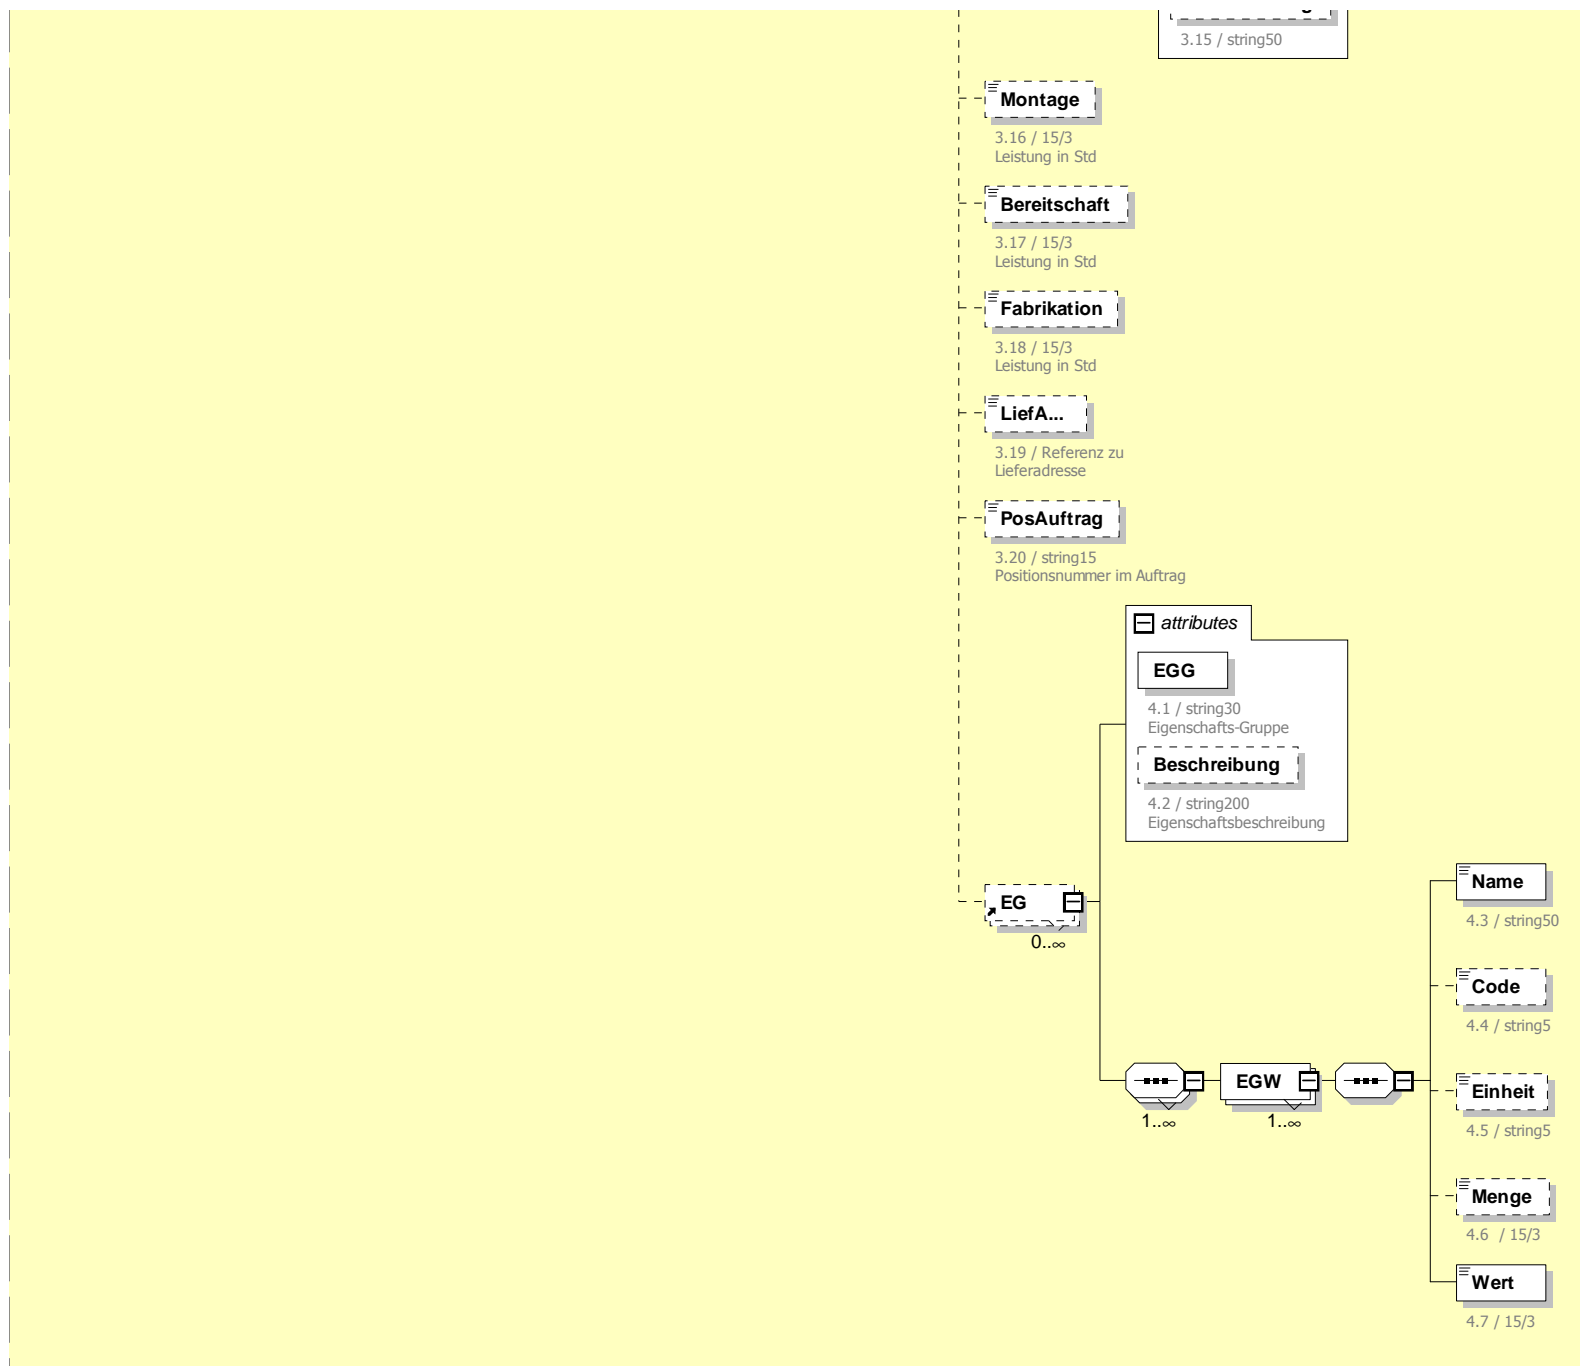 3.15 / string50
Montage
3.16 / 15/3
Leistung in Std
Bereitschaft
3.17 / 15/3
Leistung in Std
Fabrikation
3.18 / 15/3
Leistung in Std
LiefA...
3.19 / Referenz zu
Lieferadresse
PosAuftrag
3.20 / string15
Positionsnummer im Auftrag
attributes
EGG
4.1 / string30
Eigenschafts-Gruppe
Beschreibung
4.2 / string200
Eigenschaftsbeschreibung
EG
0..∞
1..∞
EGW
1..∞
Name
4.3 / string50
Code
4.4 / string5
Einheit
4.5 / string5
Menge
4.6 / 15/3
Wert
4.7 / 15/3